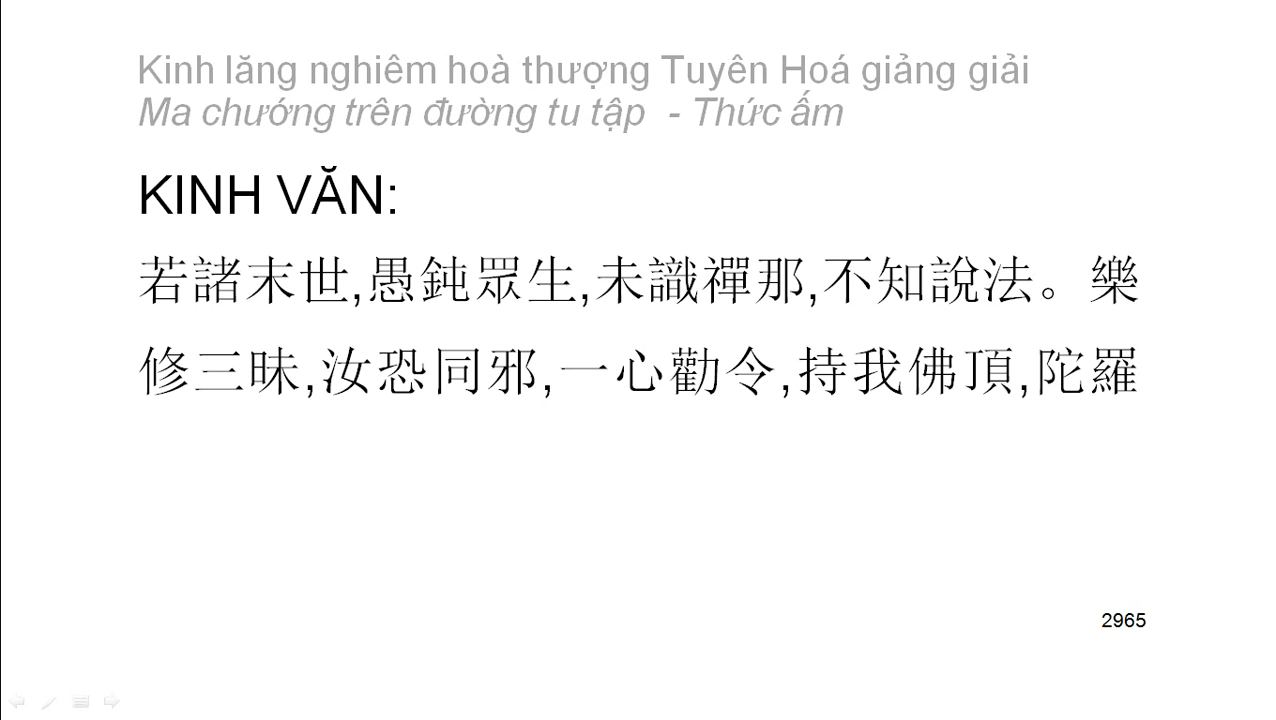 Kinh lăng nghiêm hoà thượng Tuyên Hoá giảng giải
Ma chướng trên đường tu tập - Thức ấm
KINH VĂN:
若諸末世,愚鈍眾生,未識禪那,不知說法。樂
修三昧,汝恐同邪,一心勸令,持我佛頂,陀羅
2965